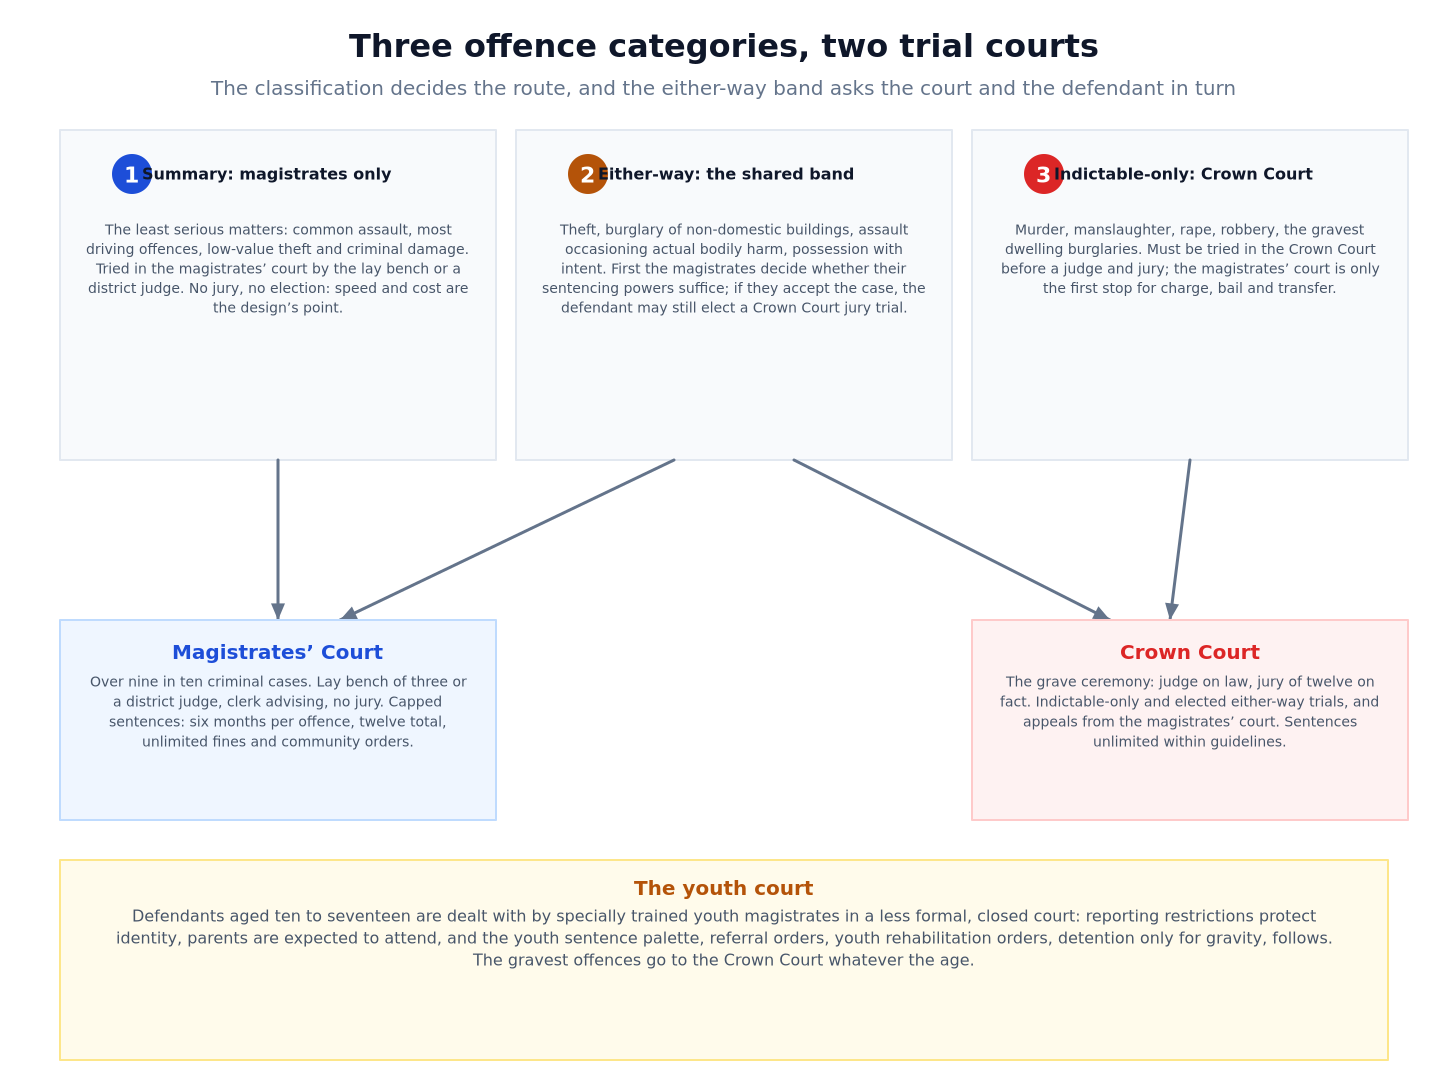 Three offence categories, two trial courts
The classification decides the route, and the either-way band asks the court and the defendant in turn
1 Summary: magistrates only
The least serious matters: common assault, most
driving offences, low-value theft and criminal damage.
Tried in the magistrates’ court by the lay bench or a
district judge. No jury, no election: speed and cost are
the design’s point.
2 Either-way: the shared band
Theft, burglary of non-domestic buildings, assault
occasioning actual bodily harm, possession with
intent. First the magistrates decide whether their
sentencing powers suffice; if they accept the case, the
defendant may still elect a Crown Court jury trial.
3 Indictable-only: Crown Court
Murder, manslaughter, rape, robbery, the gravest
dwelling burglaries. Must be tried in the Crown Court
before a judge and jury; the magistrates’ court is only
the first stop for charge, bail and transfer.
Magistrates’ Court
Over nine in ten criminal cases. Lay bench of three or
a district judge, clerk advising, no jury. Capped
sentences: six months per offence, twelve total,
unlimited fines and community orders.
Crown Court
The grave ceremony: judge on law, jury of twelve on
fact. Indictable-only and elected either-way trials, and
appeals from the magistrates’ court. Sentences
unlimited within guidelines.
The youth court
Defendants aged ten to seventeen are dealt with by specially trained youth magistrates in a less formal, closed court: reporting restrictions protect
identity, parents are expected to attend, and the youth sentence palette, referral orders, youth rehabilitation orders, detention only for gravity, follows.
The gravest offences go to the Crown Court whatever the age.